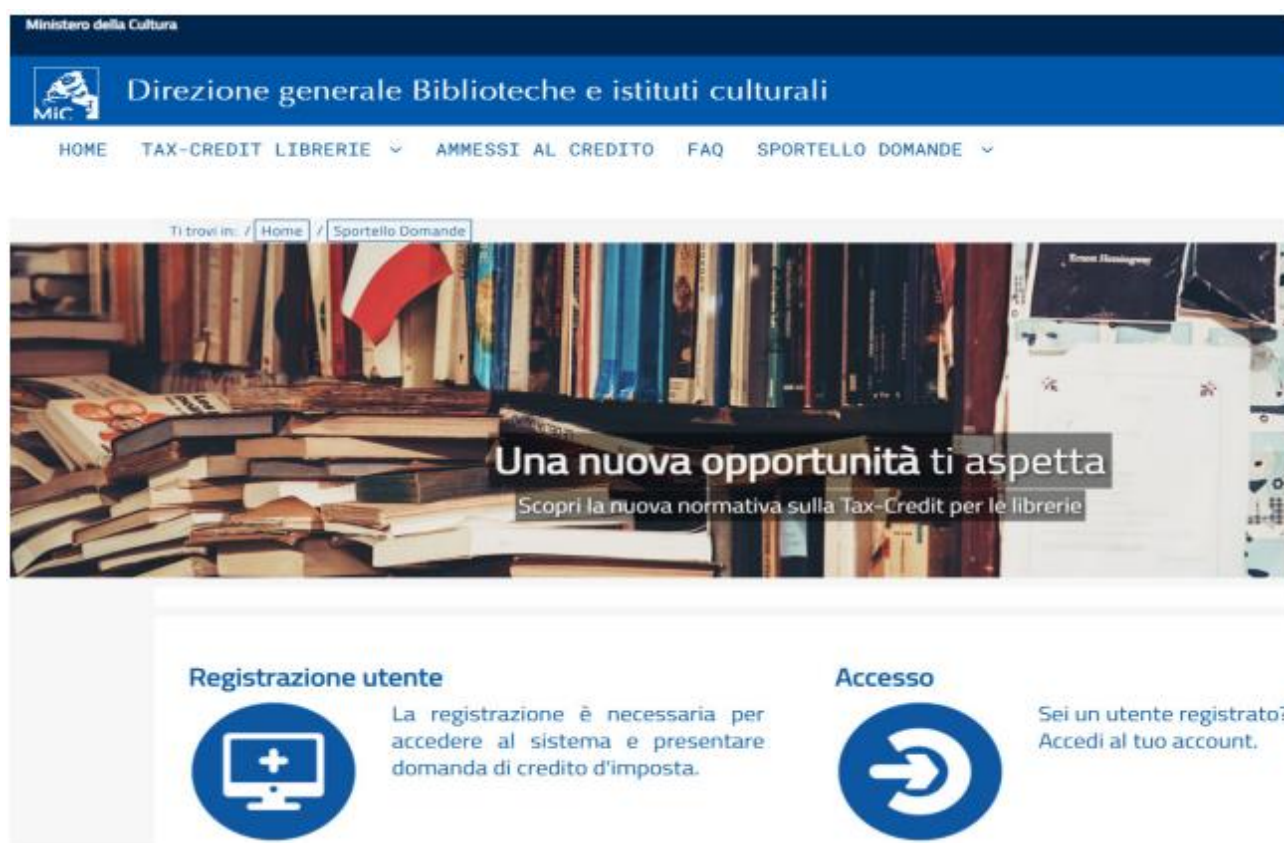 Ministero della Cultura
MiC
Direzione generale Biblioteche e istituti culturali
HOME TAX-CREDIT LIBRERIE AMMESSI AL CREDITO FAQ SPORTELLO DOMANDE
Ti trovi in: / Home / Sportello Domande
Ernest Hemingway
Una nuova opportunità ti aspetta
Scopri la nuova normativa sulla Tax-Credit per le librerie
Registrazione utente
La registrazione è necessaria per
accedere al sistema e presentare
domanda di credito d'imposta.
Accesso
Sei un utente registrato?
Accedi al tuo account.